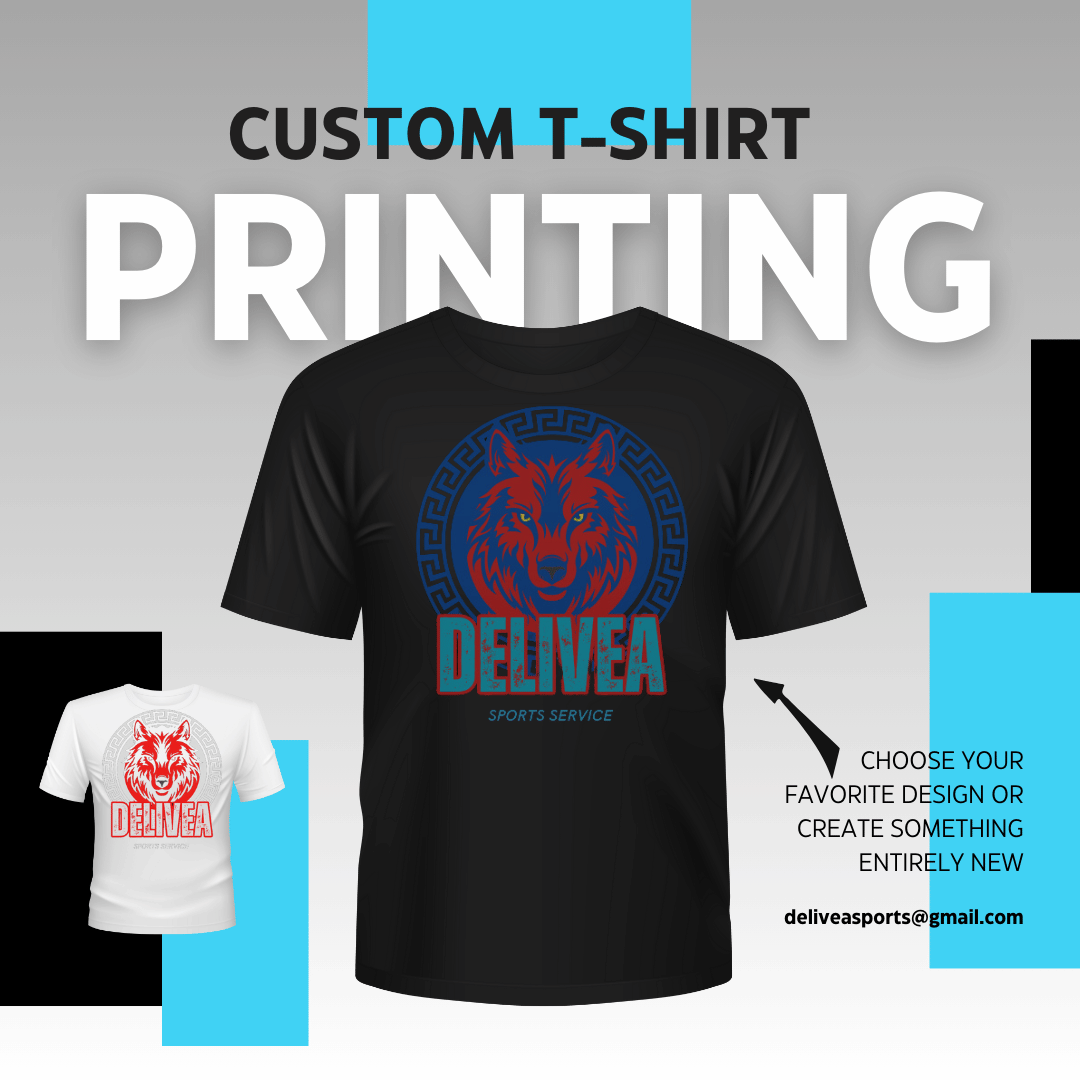 CUSTOM T-SHIRT
PRINTING
DELIVEA
SPORTS SERVICE
DELIVEA
SPORTS SERVICE
CHOOSE YOUR
FAVORITE DESIGN OR
CREATE SOMETHING
ENTIRELY NEW
deliveasports@gmail.com